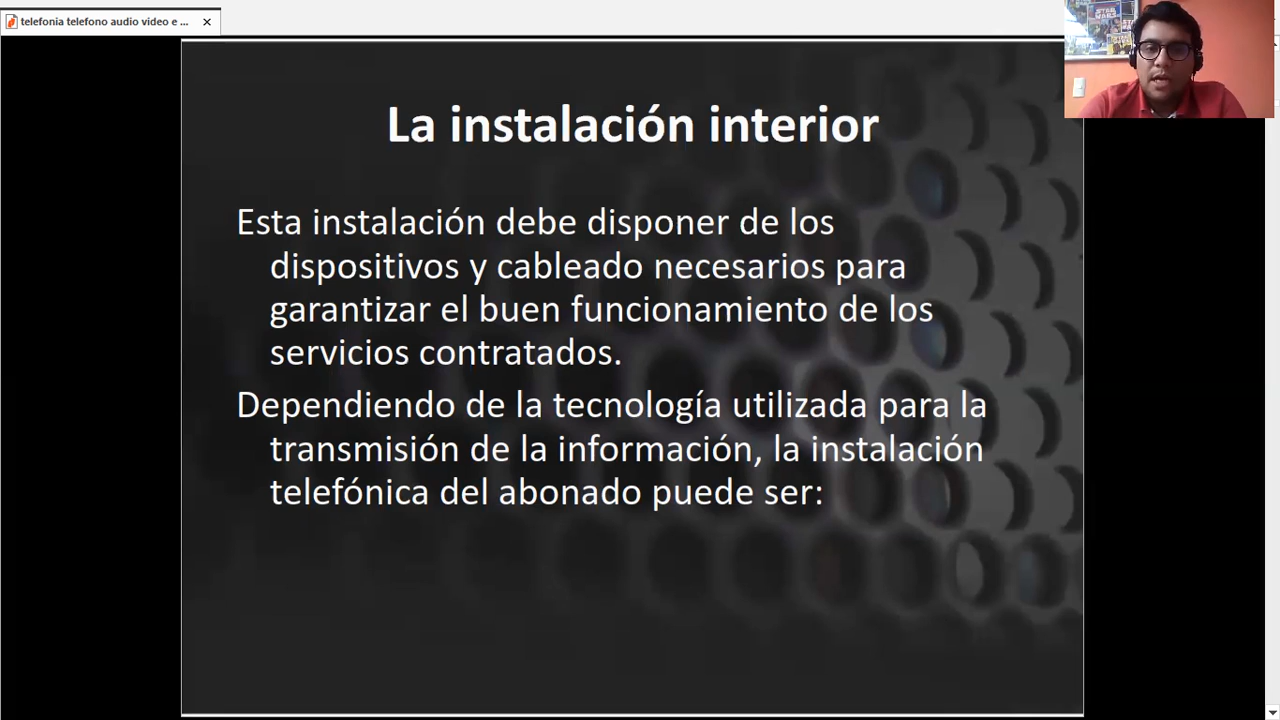 telefonia telefono audio video e ...
La instalación interior
Esta instalación debe disponer de los
dispositivos y cableado necesarios para
garantizar el buen funcionamiento de los
servicios contratados.
Dependiendo de la tecnología utilizada para la
transmisión de la información, la instalación
telefónica del abonado puede ser: